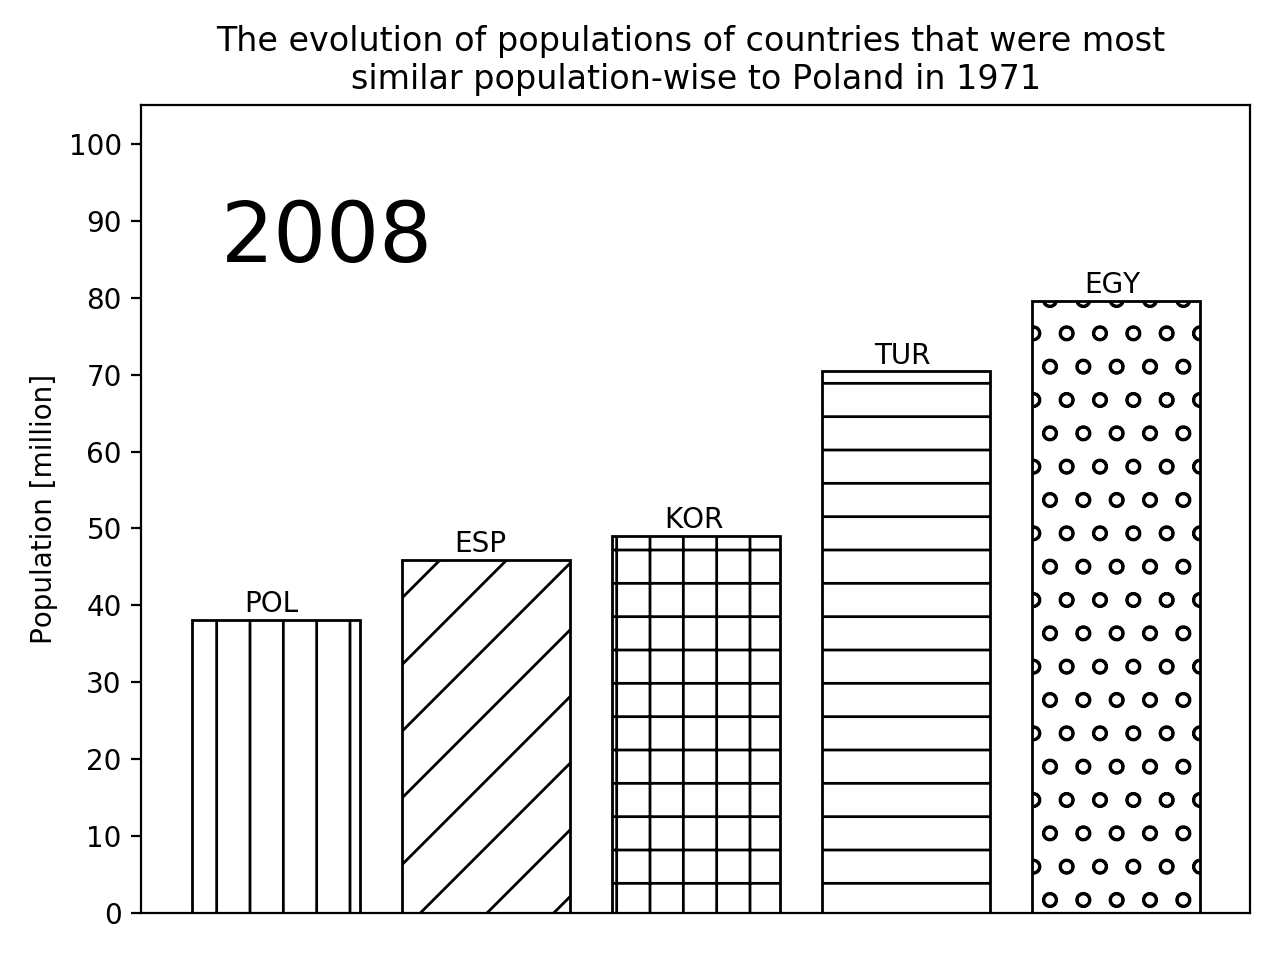 The evolution of populations of countries that were most
similar population-wise to Poland in 1971
100
90
80
70
60
50
40
30
20
10
0
Population [million]
2008
POL
ESP
KOR
TUR
EGY